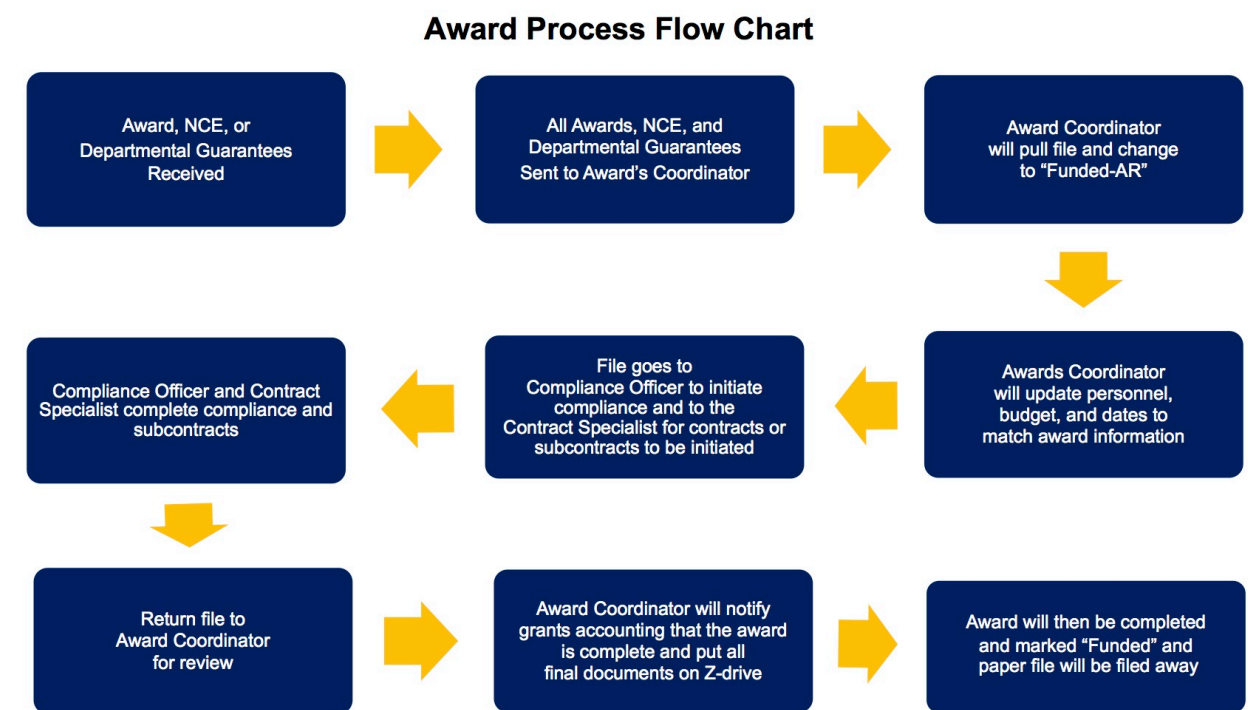 Award Process Flow Chart
Award, NCE, or
Departmental Guarantees
Received
All Awards, NCE, and
Departmental Guarantees
Sent to Award's Coordinator
Award Coordinator
will pull file and change
to “Funded-AR”
Awards Coordinator
will update personnel,
budget, and dates to
match award information
File goes to
Compliance Officer to initiate
compliance and to the
Contract Specialist for contracts or
subcontracts to be initiated
Compliance Officer and Contract
Specialist complete compliance and
subcontracts
Return file to
Award Coordinator
for review
Award Coordinator will notify
grants accounting that the award
is complete and put all
final documents on Z-drive
Award will then be completed
and marked “Funded” and
paper file will be filed away